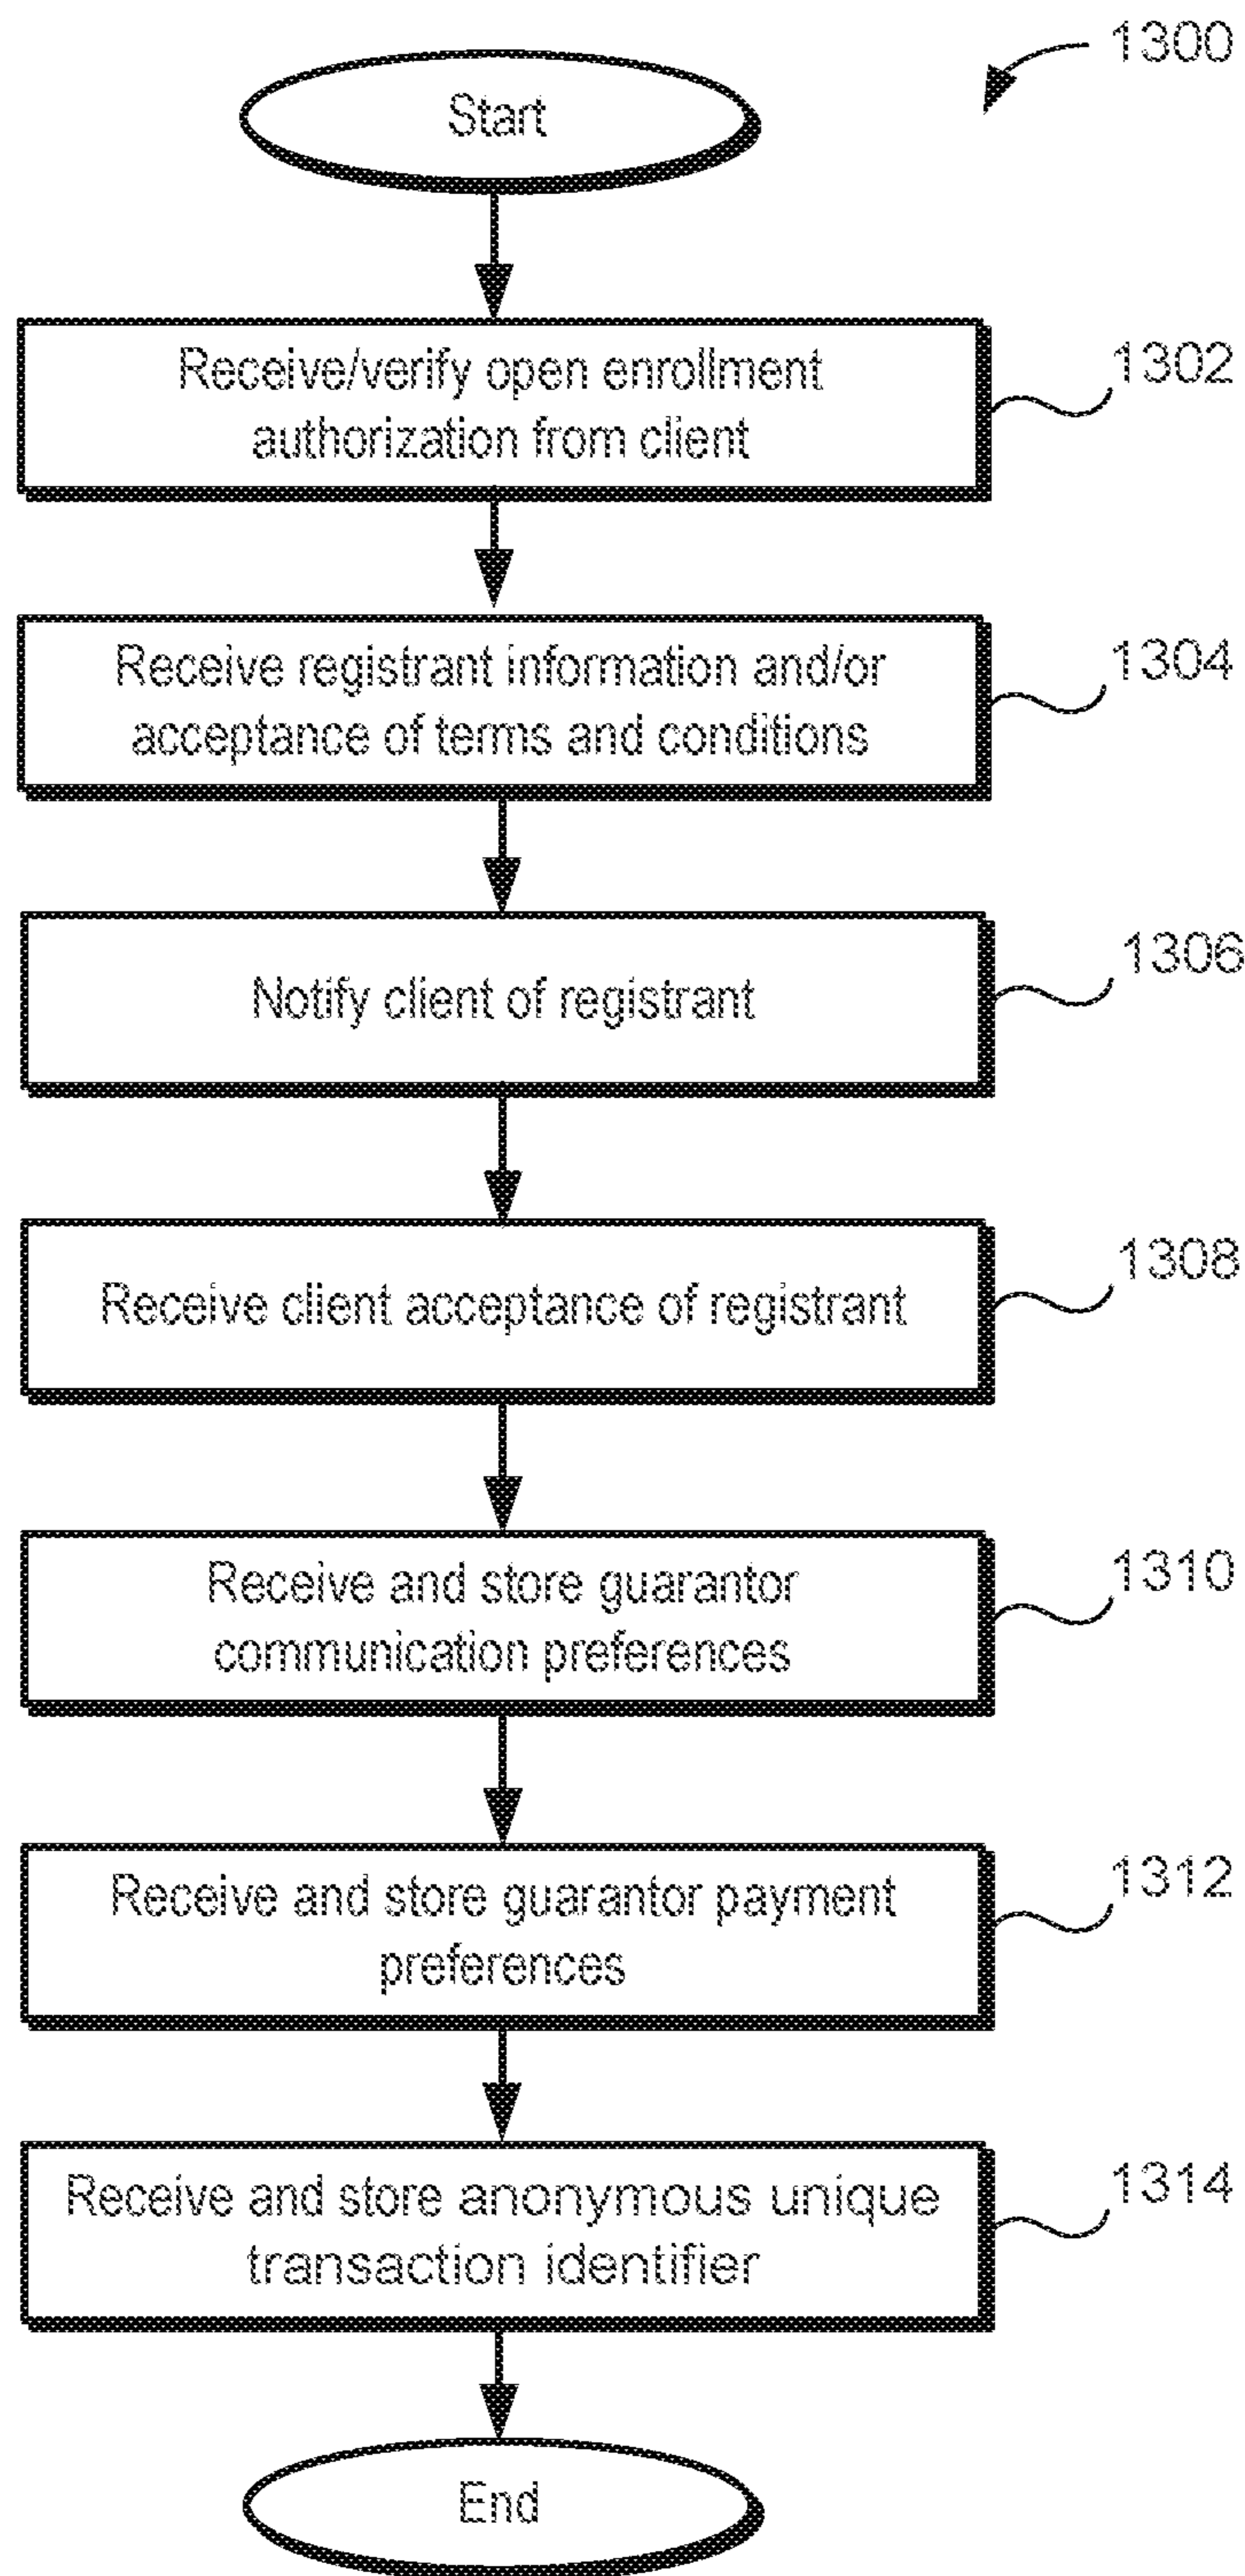 1300
Start
Receive/verify open enrollment
authorization from client
1302
Receive registrant information and/or
acceptance of terms and conditions
1304
Notify client of registrant
1306
Receive client acceptance of registrant
1308
Receive and store guarantor
communication preferences
1310
Receive and store guarantor payment
preferences
1312
Receive and store anonymous unique
transaction identifier
1314
End